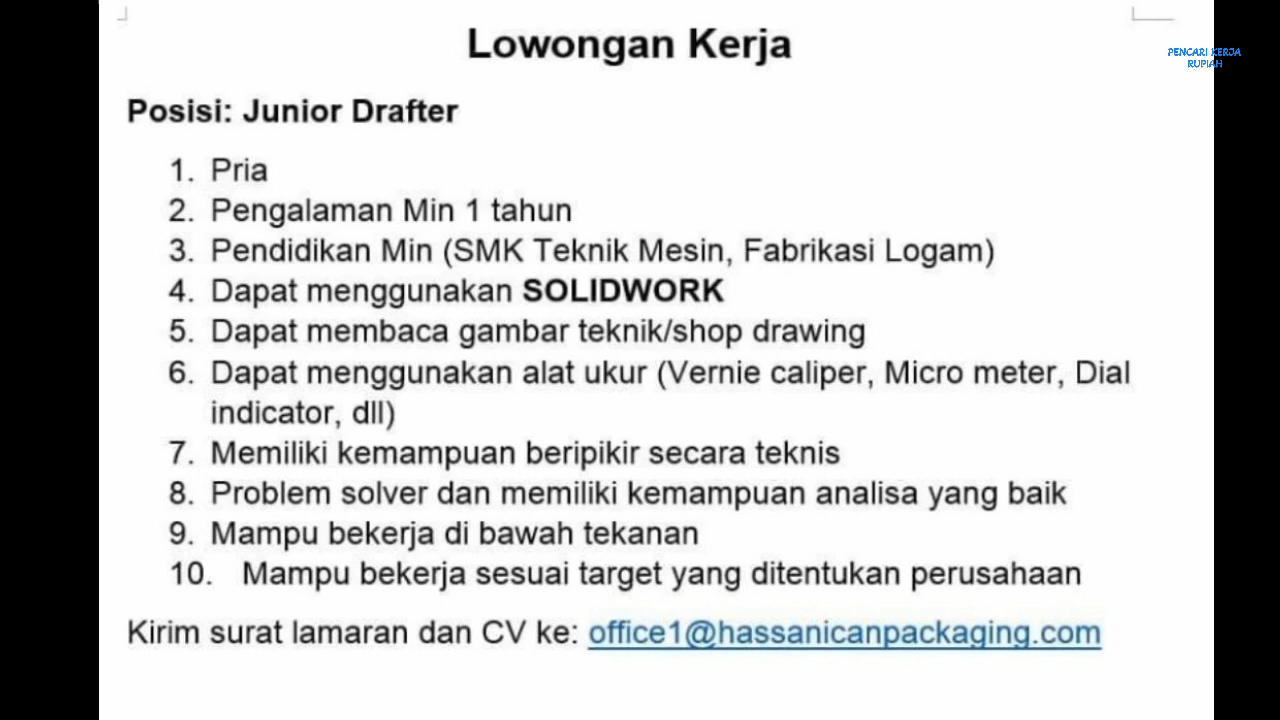 Lowongan Kerja
PENCARI KERJA
RUPIAH
Posisi: Junior Drafter
1. Pria
2. Pengalaman Min 1 tahun
3. Pendidikan Min (SMK Teknik Mesin, Fabrikasi Logam)
4. Dapat menggunakan SOLIDWORK
5. Dapat membaca gambar teknik/shop drawing
6. Dapat menggunakan alat ukur (Vernie caliper, Micro meter, Dial
indicator, dll)
7. Memiliki kemampuan beripikir secara teknis
8. Problem solver dan memiliki kemampuan analisa yang baik
9. Mampu bekerja di bawah tekanan
10. Mampu bekerja sesuai target yang ditentukan perusahaan
Kirim surat lamaran dan CV ke: office1@hassanicanpackaging.com